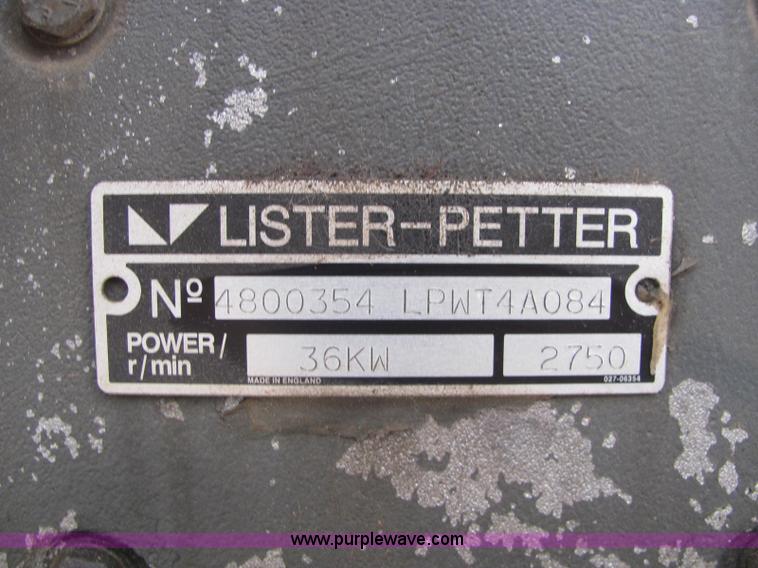 LISTER-PETTER
Nº 4800354 LPWT4A084
POWER/ r/min 36KW 2750
MADE IN ENGLAND 027-06354
www.purplewave.com